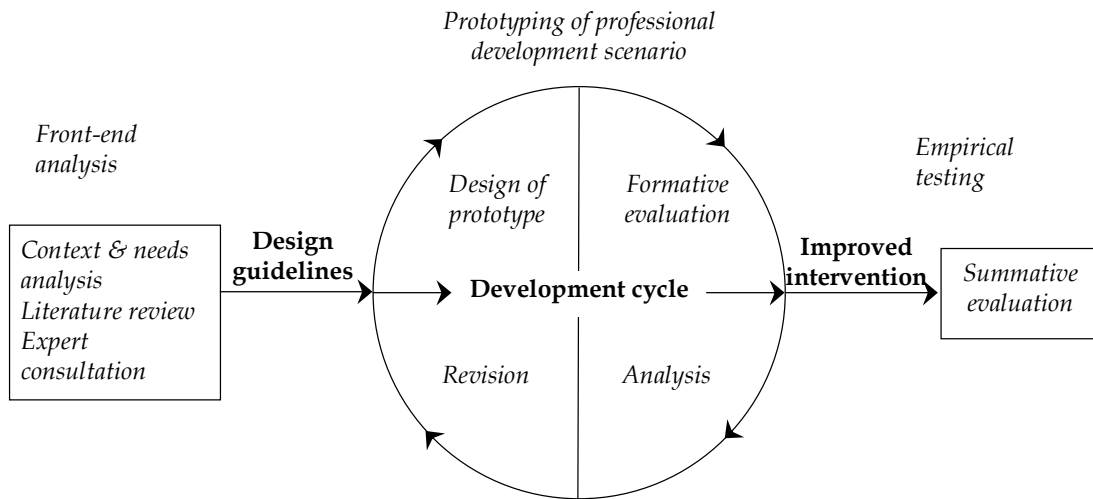 Prototyping of professional
development scenario
Front-end
analysis
Empirical
testing
Design of
prototype
Formative
evaluation
Context & needs
analysis
Literature review
Expert
consultation
Design
guidelines
Development cycle
Improved
intervention
Summative
evaluation
Revision
Analysis